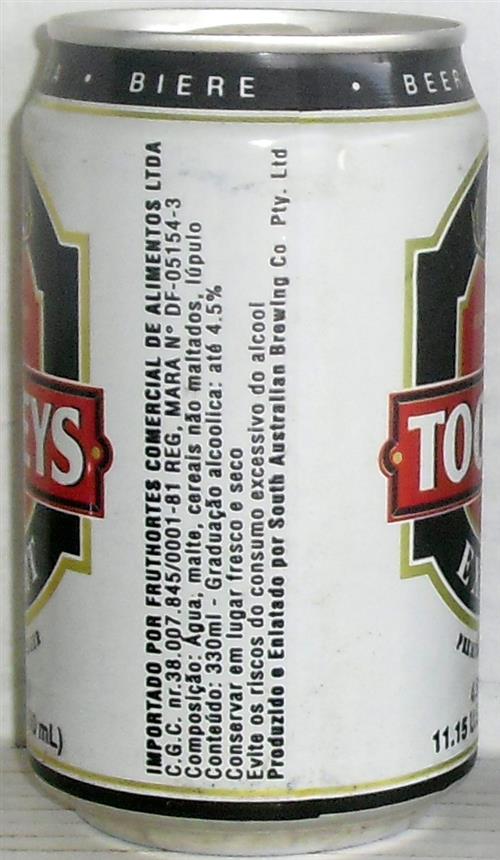 BIERE
BEER
IMPORTADO POR FRUTHORTES COMERCIAL DE ALIMENTOS LTDA
C.G.C. nr.38.007.845/0001-81 REG, MARA Nº DF-05154-3
Composição: Água, malte, cereais não maltados, lúpulo
Conteúdo: 330ml - Graduação alcoolica: até 4.5%
Conservar em lugar fresco e seco
Evite os riscos do consumo excessivo do alcool
Produzido e Enlatado por South Australian Brewing Co. Pty. Ltd
EYS
TOO
mL)
11.15 U